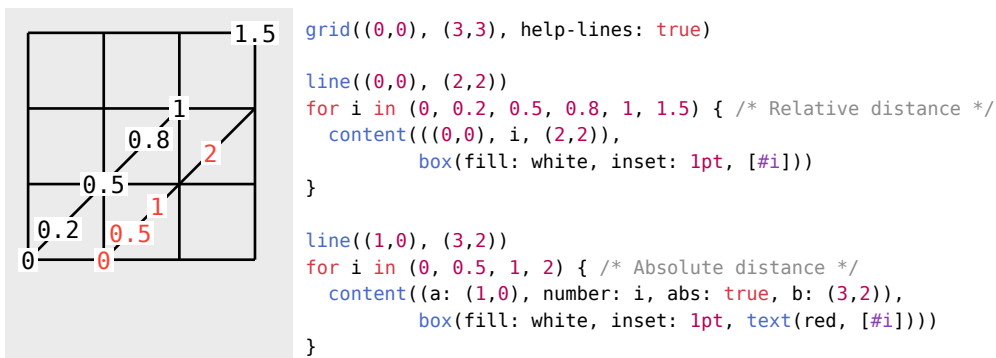 1.5
1
0.8
2
0.5
1
0.2
0.5
0
0
grid((0,0), (3,3), help-lines: true)

line((0,0), (2,2))
for i in (0, 0.2, 0.5, 0.8, 1, 1.5) { /* Relative distance */
  content(((0,0), i, (2,2)),
          box(fill: white, inset: 1pt, [#i]))
}

line((1,0), (3,2))
for i in (0, 0.5, 1, 2) { /* Absolute distance */
  content((a: (1,0), number: i, abs: true, b: (3,2)),
          box(fill: white, inset: 1pt, text(red, [#i])))
}